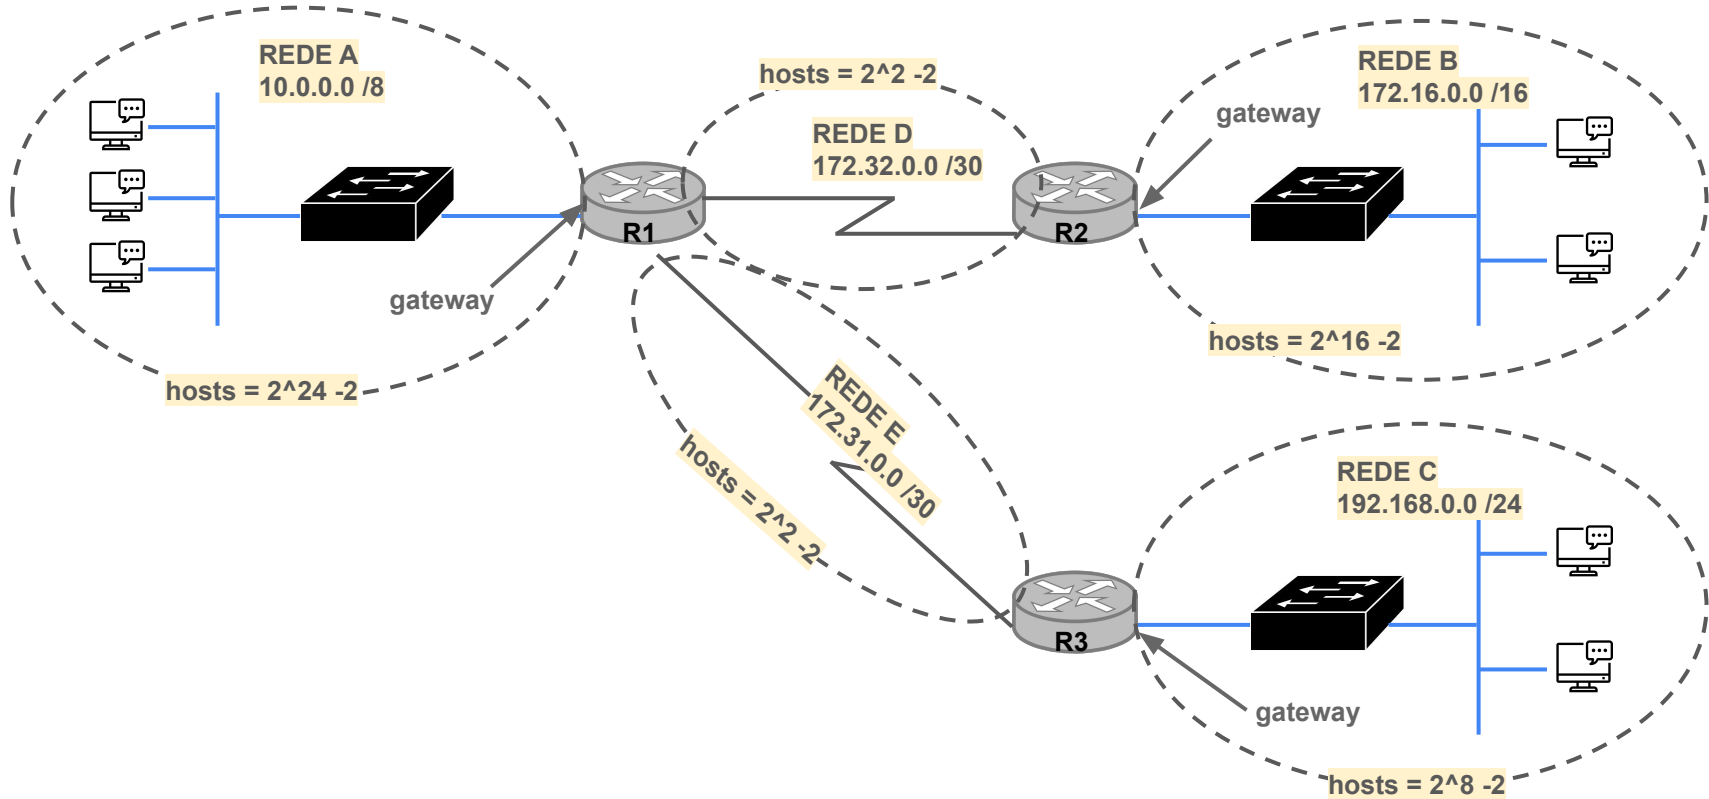 REDE A
10.0.0.0 /8
hosts = 2^2 -2
REDE B
172.16.0.0 /16
gateway
REDE D
172.32.0.0 /30
R1
R2
gateway
hosts = 2^16 -2
hosts = 2^24 -2
REDE E
172.31.0.0 /30
hosts = 2^2 -2
REDE C
192.168.0.0 /24
R3
gateway
hosts = 2^8 -2